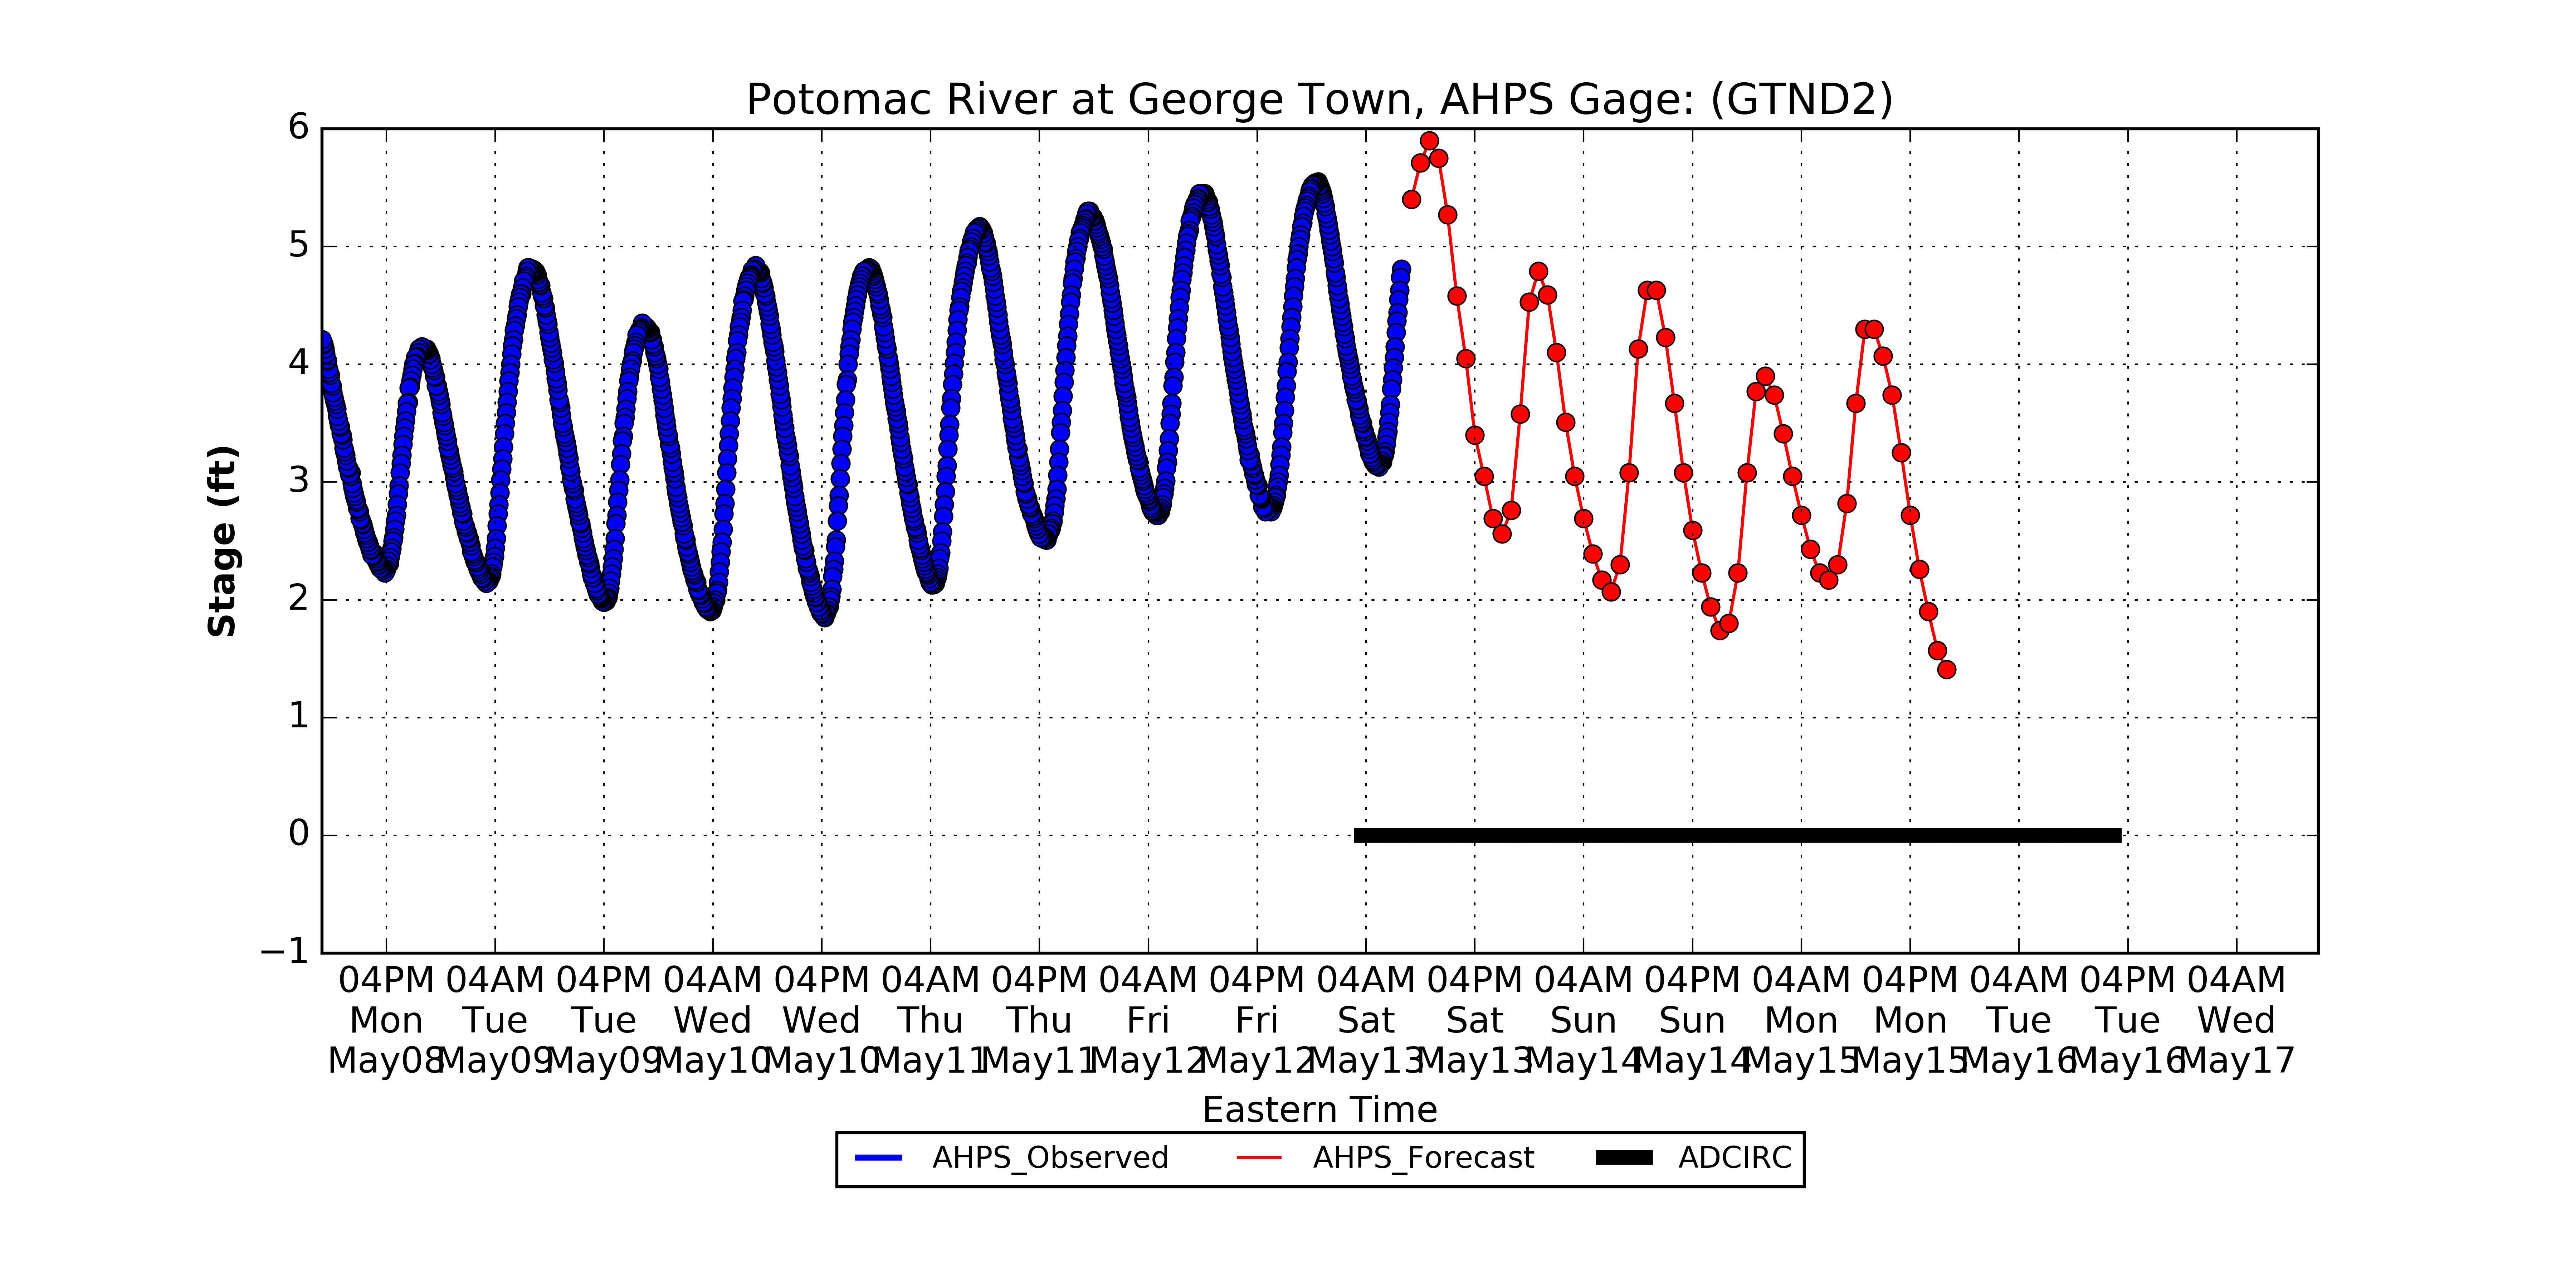 Potomac River at George Town, AHPS Gage: (GTND2)
6
5
4
3
2
1
0
−1
Stage (ft)
04PM 04AM 04PM 04AM 04PM 04AM 04PM 04AM 04PM 04AM 04PM 04AM 04PM 04AM 04PM 04AM 04PM 04AM
Mon Tue Tue Wed Wed Thu Thu Fri Fri Sat Sat Sun Sun Mon Mon Tue Tue Wed
May08 May09 May09 May10 May10 May11 May11 May12 May12 May13 May13 May14 May14 May15 May15 May16 May16 May17
Eastern Time
AHPS_Observed AHPS_Forecast ADCIRC